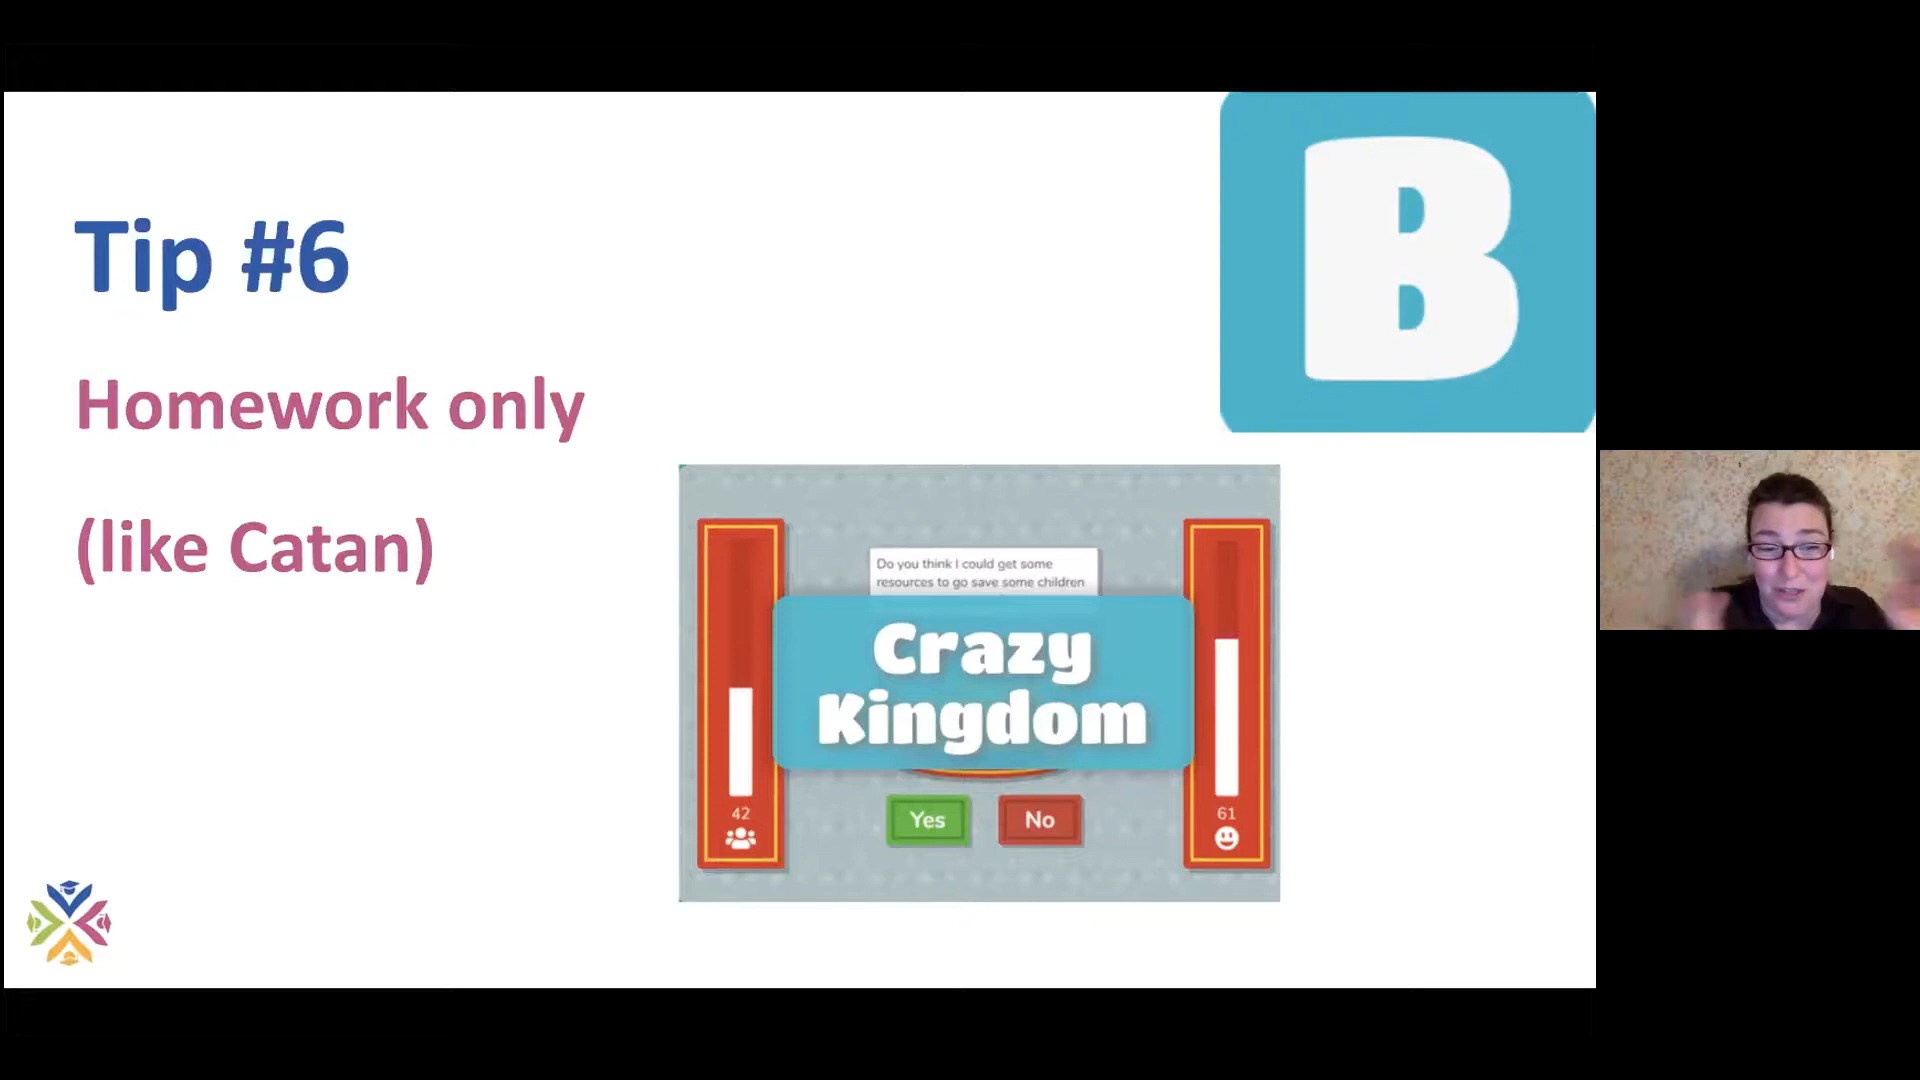 Tip #6
B
Homework only
(like Catan)
Do you think I could get some
resources to go save some children
Crazy
Kingdom
Yes
No
42
61